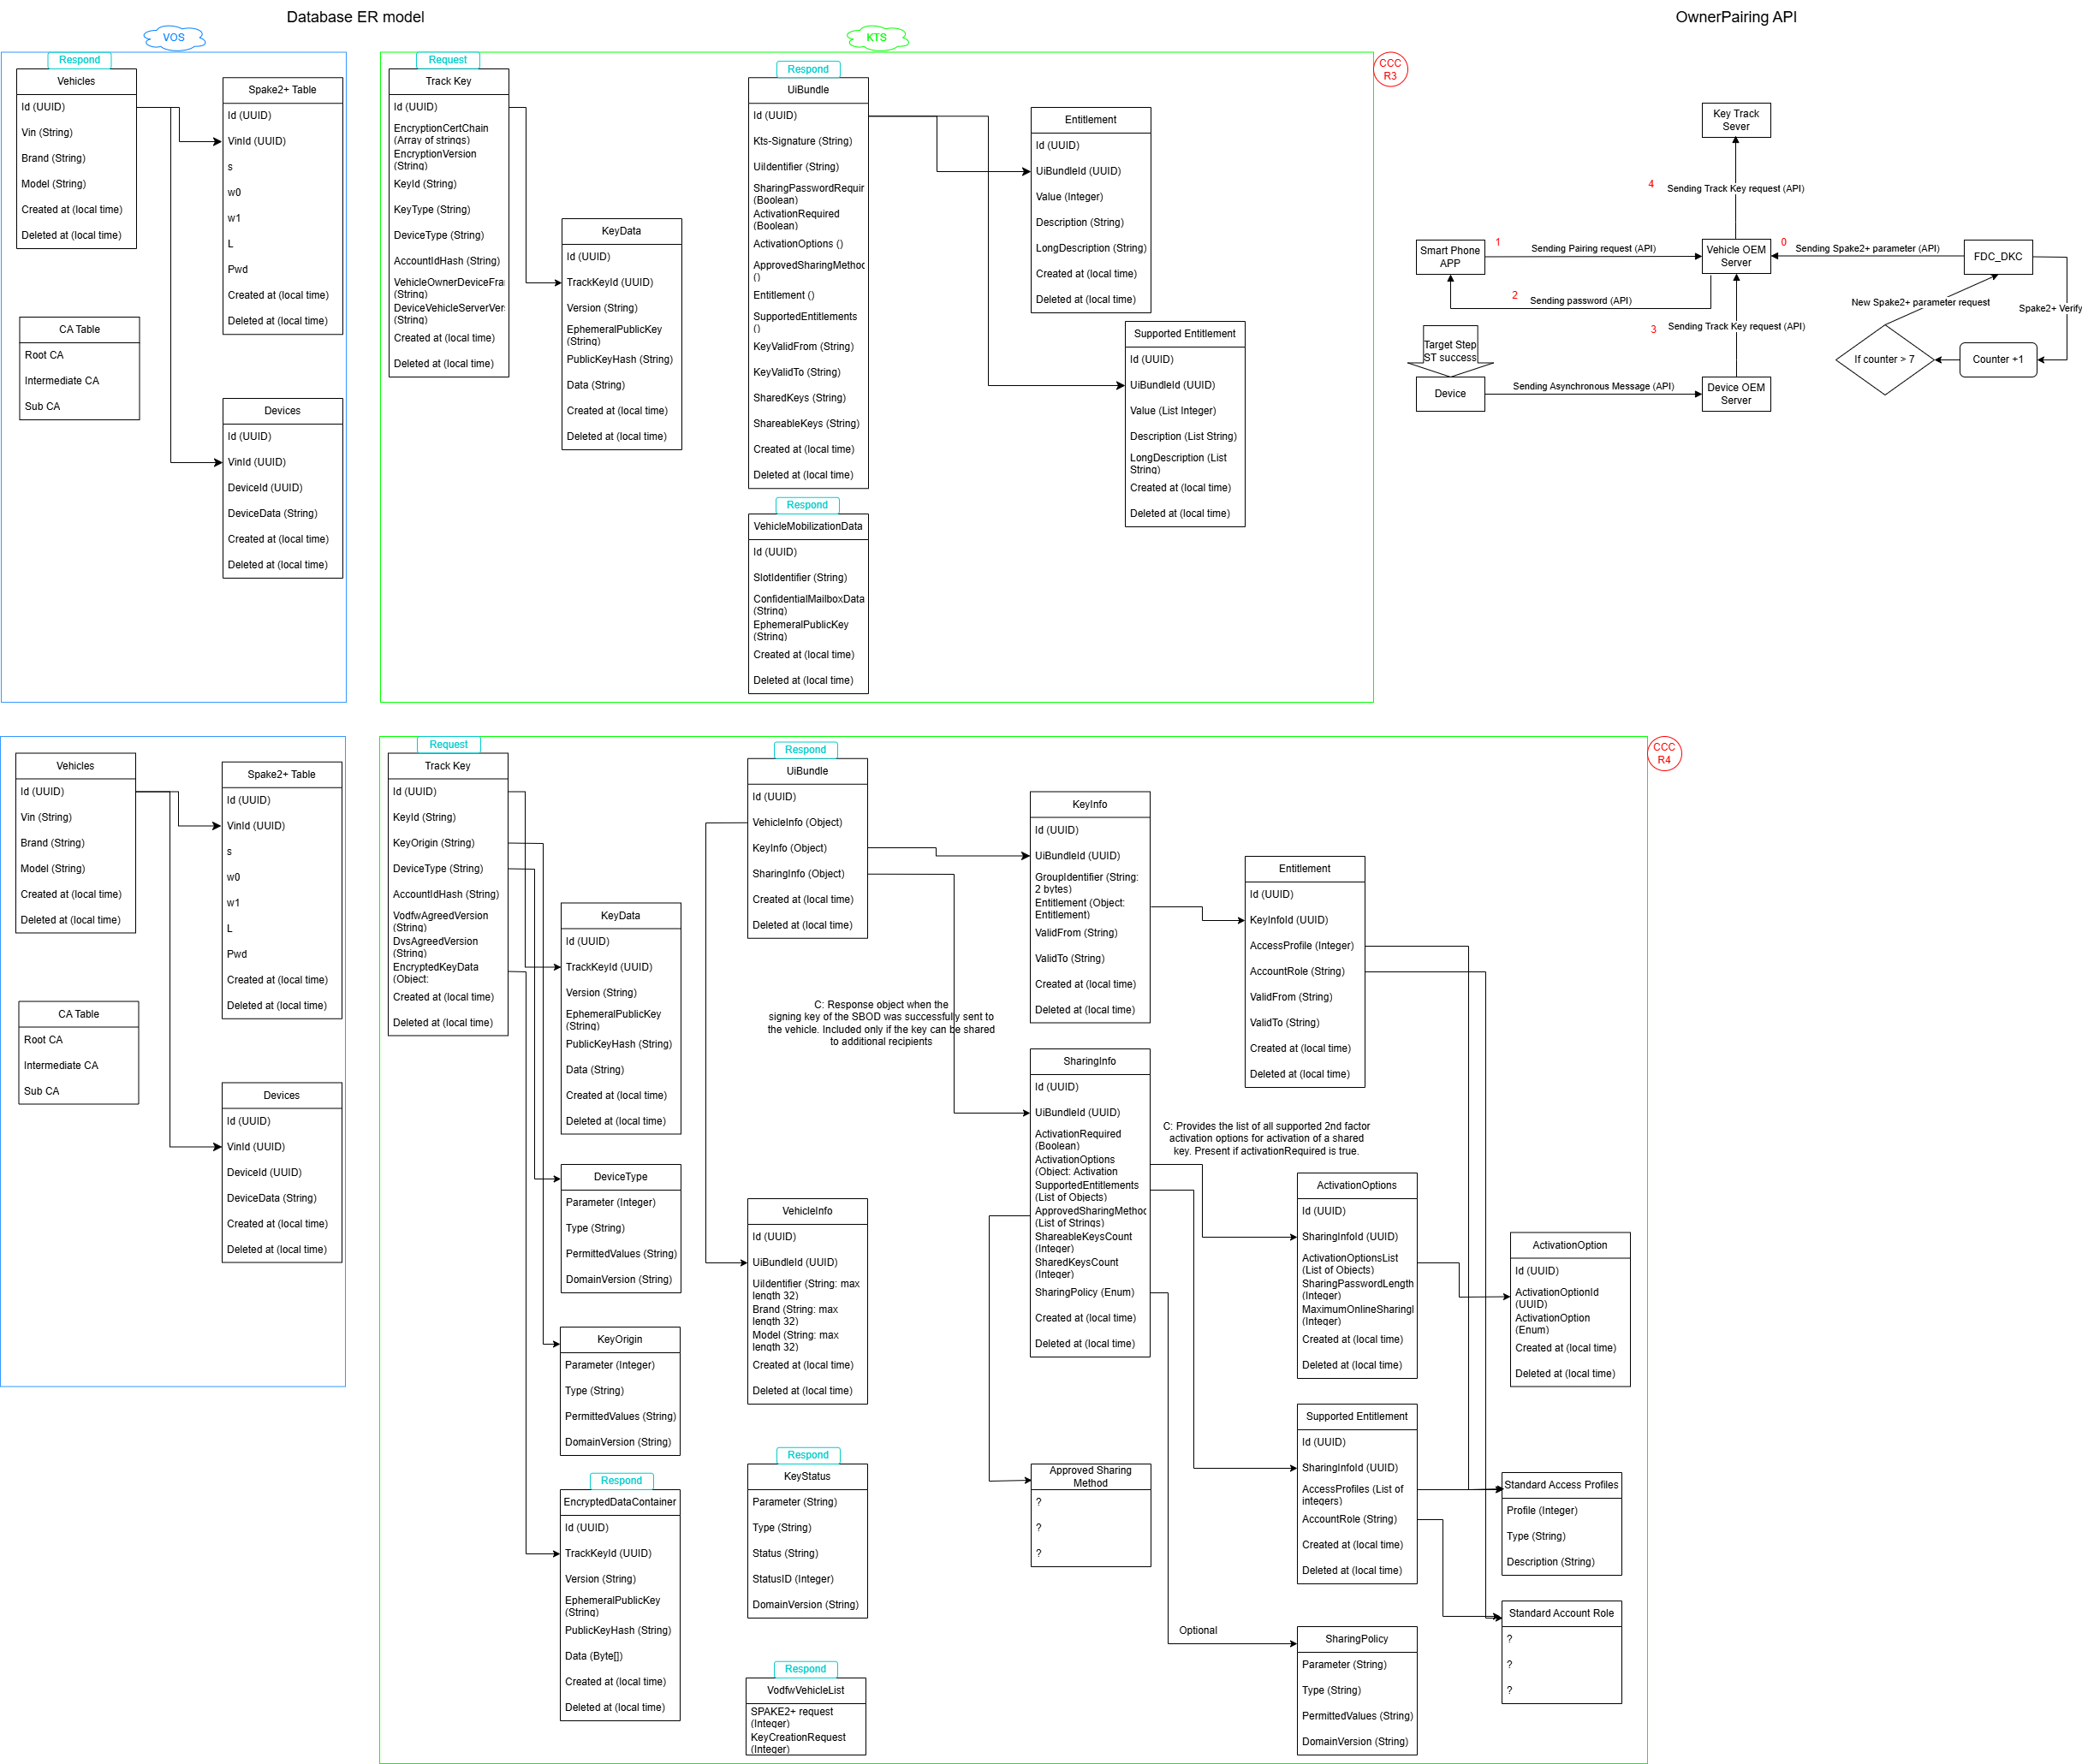 Database ER model
OwnerPairing API
VOS
KTS
CCC
R3
Respond
Vehicles
Id (UUID)
Vin (String)
Brand (String)
Model (String)
Created at (local time)
Deleted at (local time)
Spake2+ Table
Id (UUID)
VinId (UUID)
s
w0
w1
L
Pwd
Created at (local time)
Deleted at (local time)
CA Table
Root CA
Intermediate CA
Sub CA
Devices
Id (UUID)
VinId (UUID)
DeviceId (UUID)
DeviceData (String)
Created at (local time)
Deleted at (local time)
Request
Track Key
Id (UUID)
EncryptionCertChain
(Array of strings)
EncryptionVersion
(String)
KeyId (String)
KeyType (String)
DeviceType (String)
AccountIdHash (String)
VehicleOwnerDeviceFra
(String)
DeviceVehicleServerVer
(String)
Created at (local time)
Deleted at (local time)
KeyData
Id (UUID)
TrackKeyId (UUID)
Version (String)
EphemeralPublicKey
(String)
PublicKeyHash (String)
Data (String)
Created at (local time)
Deleted at (local time)
Respond
UiBundle
Id (UUID)
Kts-Signature (String)
UiIdentifier (String)
SharingPasswordRequir
(Boolean)
ActivationRequired
(Boolean)
ActivationOptions ()
ApprovedSharingMethod
()
Entitlement ()
SupportedEntitlements
()
KeyValidFrom (String)
KeyValidTo (String)
SharedKeys (String)
ShareableKeys (String)
Created at (local time)
Deleted at (local time)
Respond
VehicleMobilizationData
Id (UUID)
SlotIdentifier (String)
ConfidentialMailboxData
(String)
EphemeralPublicKey
(String)
Created at (local time)
Deleted at (local time)
Entitlement
Id (UUID)
UiBundleId (UUID)
Value (Integer)
Description (String)
LongDescription (String)
Created at (local time)
Deleted at (local time)
Supported Entitlement
Id (UUID)
UiBundleId (UUID)
Value (List Integer)
Description (List String)
LongDescription (List
String)
Created at (local time)
Deleted at (local time)
Key Track
Sever
4
Sending Track Key request (API)
Smart Phone
APP
1
Sending Pairing request (API)
Vehicle OEM
Server
0
Sending Spake2+ parameter (API)
FDC_DKC
2
Sending password (API)
New Spake2+ parameter request
Spake2+ Verify
3
Sending Track Key request (API)
Target Step
ST success
If counter > 7
Counter +1
Device
Sending Asynchronous Message (API)
Device OEM
Server
CCC
R4
Vehicles
Id (UUID)
Vin (String)
Brand (String)
Model (String)
Created at (local time)
Deleted at (local time)
Spake2+ Table
Id (UUID)
VinId (UUID)
s
w0
w1
L
Pwd
Created at (local time)
Deleted at (local time)
CA Table
Root CA
Intermediate CA
Sub CA
Devices
Id (UUID)
VinId (UUID)
DeviceId (UUID)
DeviceData (String)
Created at (local time)
Deleted at (local time)
Request
Track Key
Id (UUID)
KeyId (String)
KeyOrigin (String)
DeviceType (String)
AccountIdHash (String)
VodfwAgreedVersion
(String)
DvsAgreedVersion
(String)
EncryptedKeyData
(Object:
Created at (local time)
Deleted at (local time)
KeyData
Id (UUID)
TrackKeyId (UUID)
Version (String)
EphemeralPublicKey
(String)
PublicKeyHash (String)
Data (String)
Created at (local time)
Deleted at (local time)
DeviceType
Parameter (Integer)
Type (String)
PermittedValues (String)
DomainVersion (String)
KeyOrigin
Parameter (Integer)
Type (String)
PermittedValues (String)
DomainVersion (String)
Respond
EncryptedDataContainer
Id (UUID)
TrackKeyId (UUID)
Version (String)
EphemeralPublicKey
(String)
PublicKeyHash (String)
Data (Byte[])
Created at (local time)
Deleted at (local time)
Respond
UiBundle
Id (UUID)
VehicleInfo (Object)
KeyInfo (Object)
SharingInfo (Object)
Created at (local time)
Deleted at (local time)
C: Response object when the
signing key of the SBOD was successfully sent to
the vehicle. Included only if the key can be shared
to additional recipients
VehicleInfo
Id (UUID)
UiBundleId (UUID)
UiIdentifier (String: max
length 32)
Brand (String: max
length 32)
Model (String: max
length 32)
Created at (local time)
Deleted at (local time)
Respond
KeyStatus
Parameter (String)
Type (String)
Status (String)
StatusID (Integer)
DomainVersion (String)
Respond
VodfwVehicleList
SPAKE2+ request
(Integer)
KeyCreationRequest
(Integer)
KeyInfo
Id (UUID)
UiBundleId (UUID)
GroupIdentifier (String:
2 bytes)
Entitlement (Object:
Entitlement)
ValidFrom (String)
ValidTo (String)
Created at (local time)
Deleted at (local time)
SharingInfo
Id (UUID)
UiBundleId (UUID)
ActivationRequired
(Boolean)
ActivationOptions
(Object: Activation
SupportedEntitlements
(List of Objects)
ApprovedSharingMethod
(List of Strings)
ShareableKeysCount
(Integer)
SharedKeysCount
(Integer)
SharingPolicy (Enum)
Created at (local time)
Deleted at (local time)
Approved Sharing
Method
?
?
?
Entitlement
Id (UUID)
KeyInfoId (UUID)
AccessProfile (Integer)
AccountRole (String)
ValidFrom (String)
ValidTo (String)
Created at (local time)
Deleted at (local time)
C: Provides the list of all supported 2nd factor
activation options for activation of a shared
key. Present if activationRequired is true.
ActivationOptions
Id (UUID)
SharingInfoId (UUID)
ActivationOptionsList
(List of Objects)
SharingPasswordLength
(Integer)
MaximumOnlineSharingI
(Integer)
Created at (local time)
Deleted at (local time)
ActivationOption
Id (UUID)
ActivationOptionId
(UUID)
ActivationOption
(Enum)
Created at (local time)
Deleted at (local time)
Supported Entitlement
Id (UUID)
SharingInfoId (UUID)
AccessProfiles (List of
integers)
AccountRole (String)
Created at (local time)
Deleted at (local time)
Standard Access Profiles
Profile (Integer)
Type (String)
Description (String)
Standard Account Role
?
?
?
Optional
SharingPolicy
Parameter (String)
Type (String)
PermittedValues (String)
DomainVersion (String)